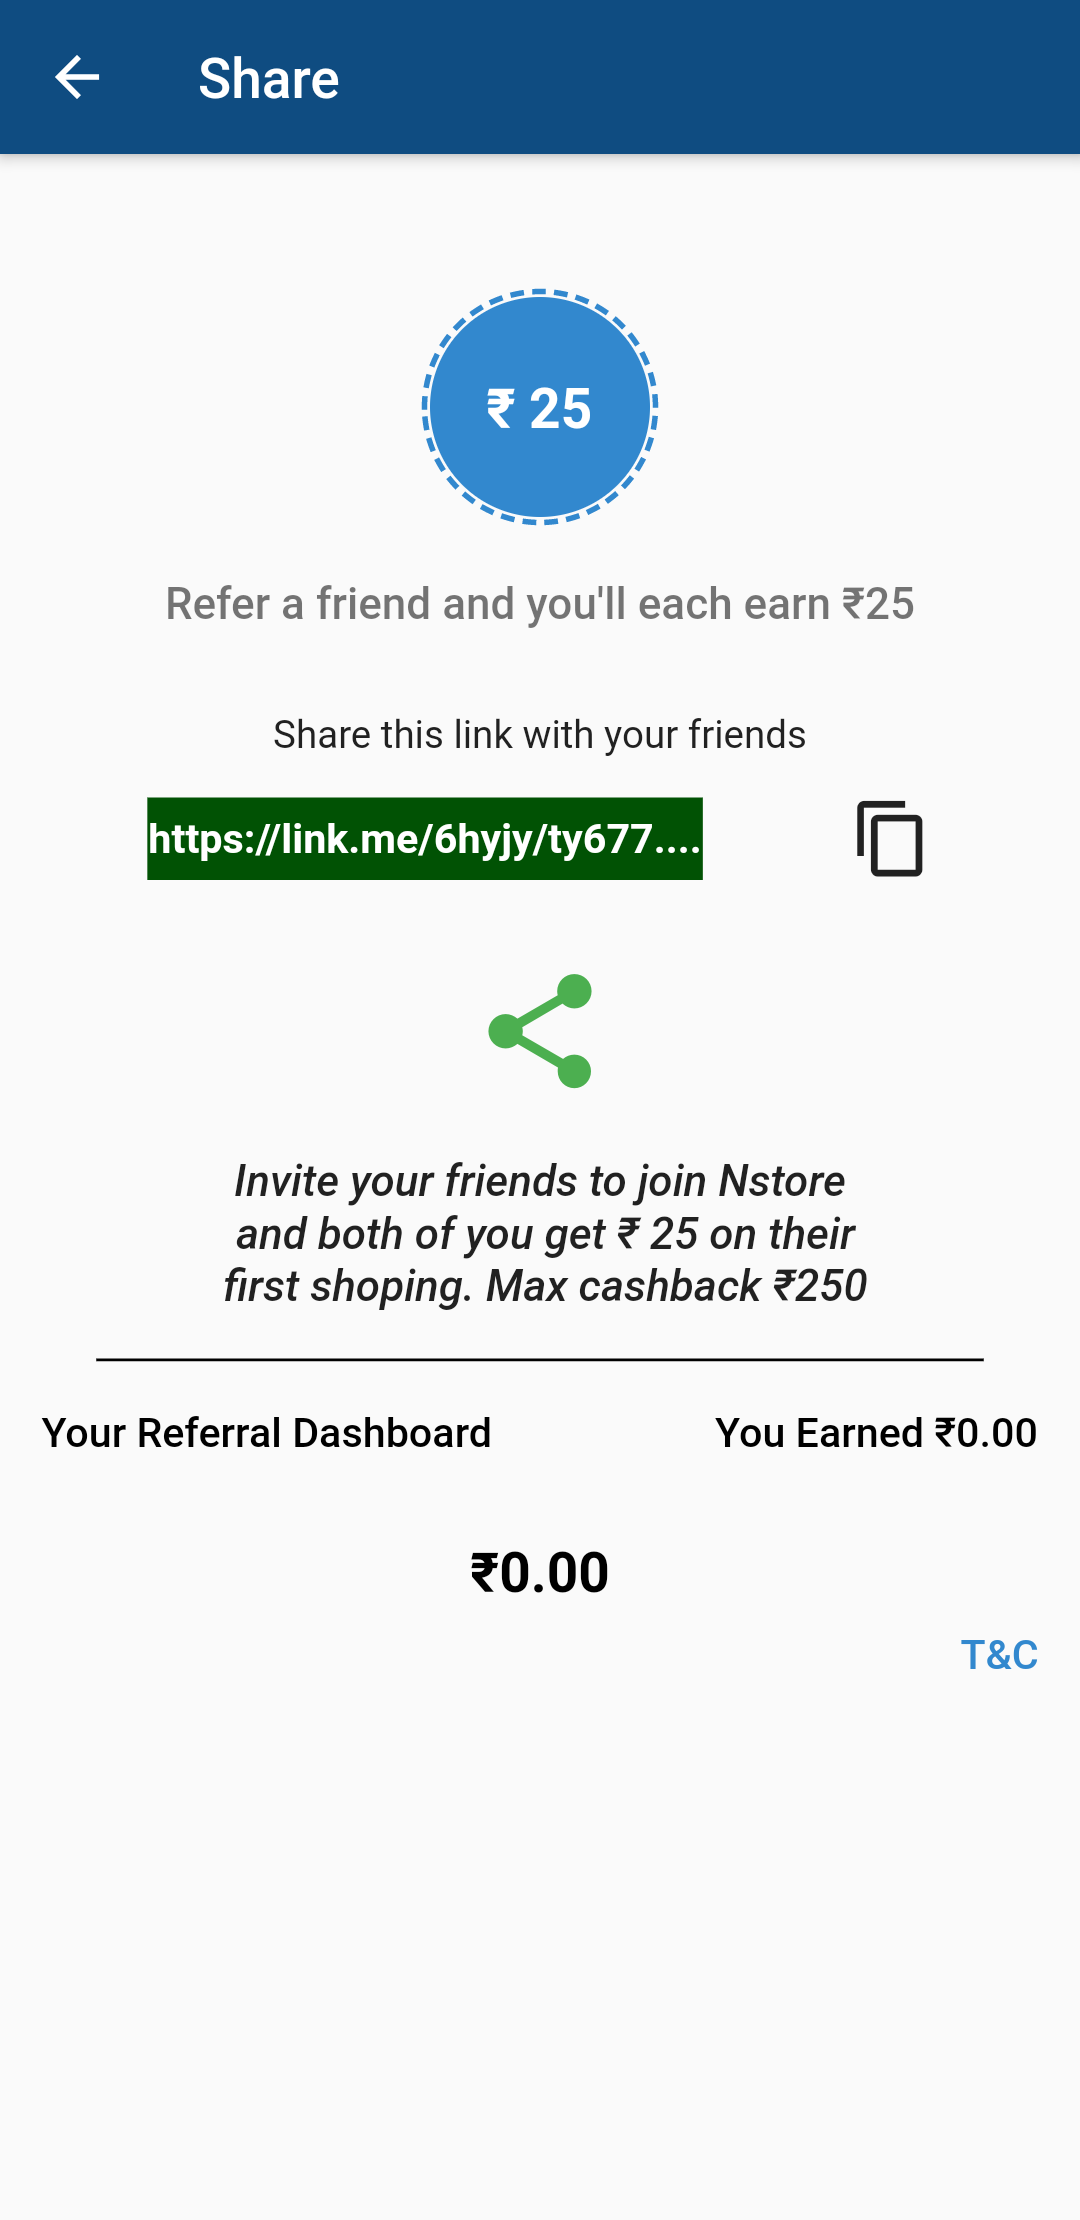 Share
₹ 25
Refer a friend and you'll each earn ₹25
Share this link with your friends
https://link.me/6hyjy/ty677....
Invite your friends to join Nstore
and both of you get ₹ 25 on their
first shoping. Max cashback ₹250
Your Referral Dashboard
You Earned ₹0.00
₹0.00
T&C